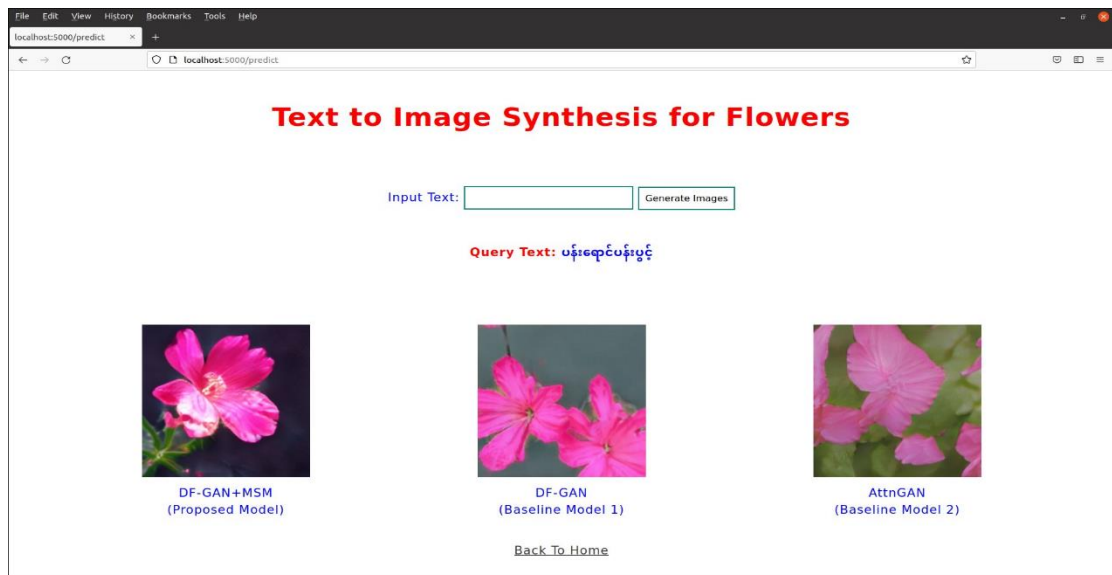 File Edit View History Bookmarks Tools Help
localhost:5000/predict × +
localhost:5000/predict
Text to Image Synthesis for Flowers
Input Text: Generate Images
Query Text: ပန်းရောင်ပန်းပွင့်
DF-GAN+MSM DF-GAN AttnGAN
(Proposed Model) (Baseline Model 1) (Baseline Model 2)
Back To Home